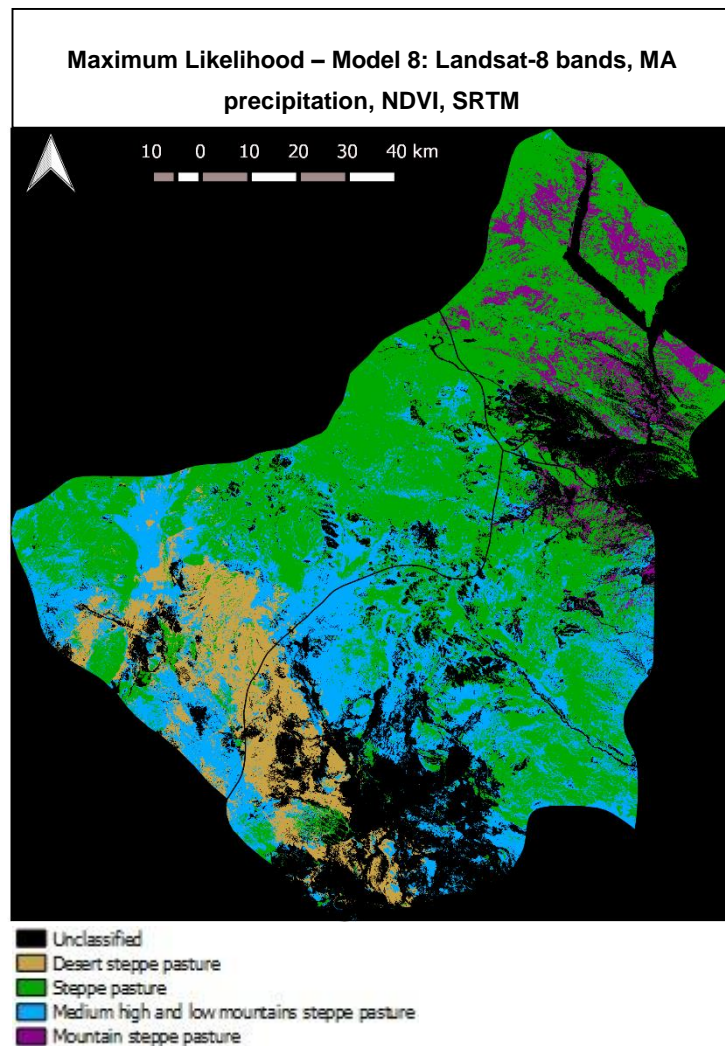 Maximum Likelihood – Model 8: Landsat-8 bands, MA
precipitation, NDVI, SRTM
10 0 10 20 30 40 km
Unclassified
Desert steppe pasture
Steppe pasture
Medium high and low mountains steppe pasture
Mountain steppe pasture